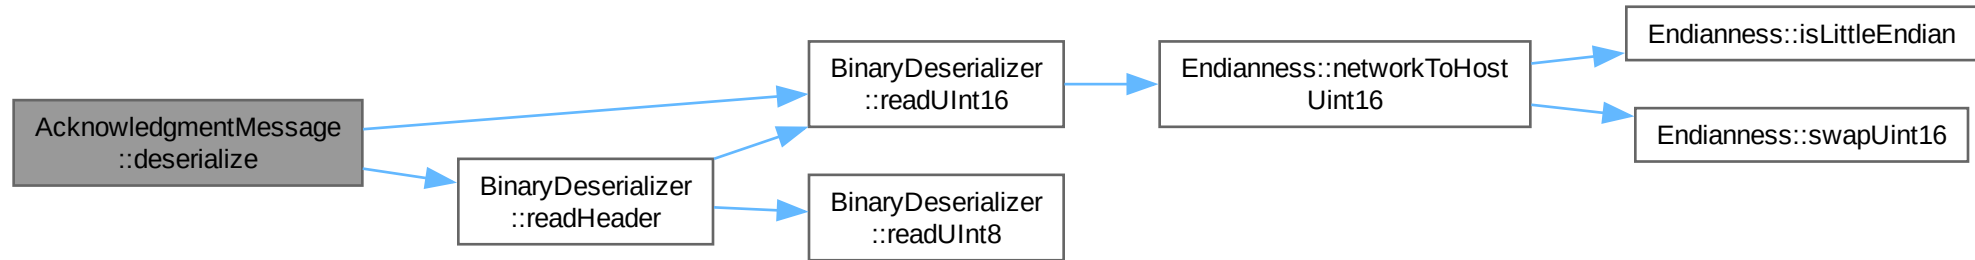 AcknowledgmentMessage
::deserialize
BinaryDeserializer
::readHeader
BinaryDeserializer
::readUInt16
BinaryDeserializer
::readUInt8
Endianness::networkToHost
Uint16
Endianness::isLittleEndian
Endianness::swapUint16